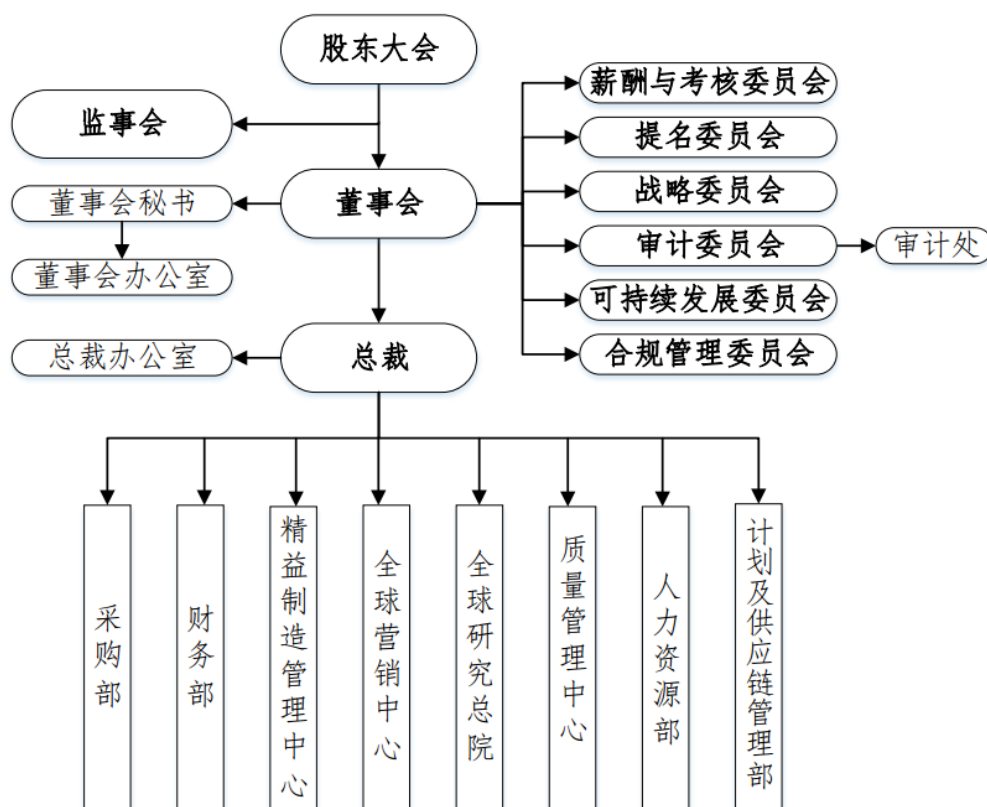 股东大会
薪酬与考核委员会
监事会
提名委员会
董事会秘书
董事会
战略委员会
审计委员会
审计处
董事会办公室
可持续发展委员会
总裁办公室
总裁
合规管理委员会
采购部
财务部
精益制造管理中心
全球营销中心
全球研究总院
质量管理中心
人力资源部
计划及供应链管理部